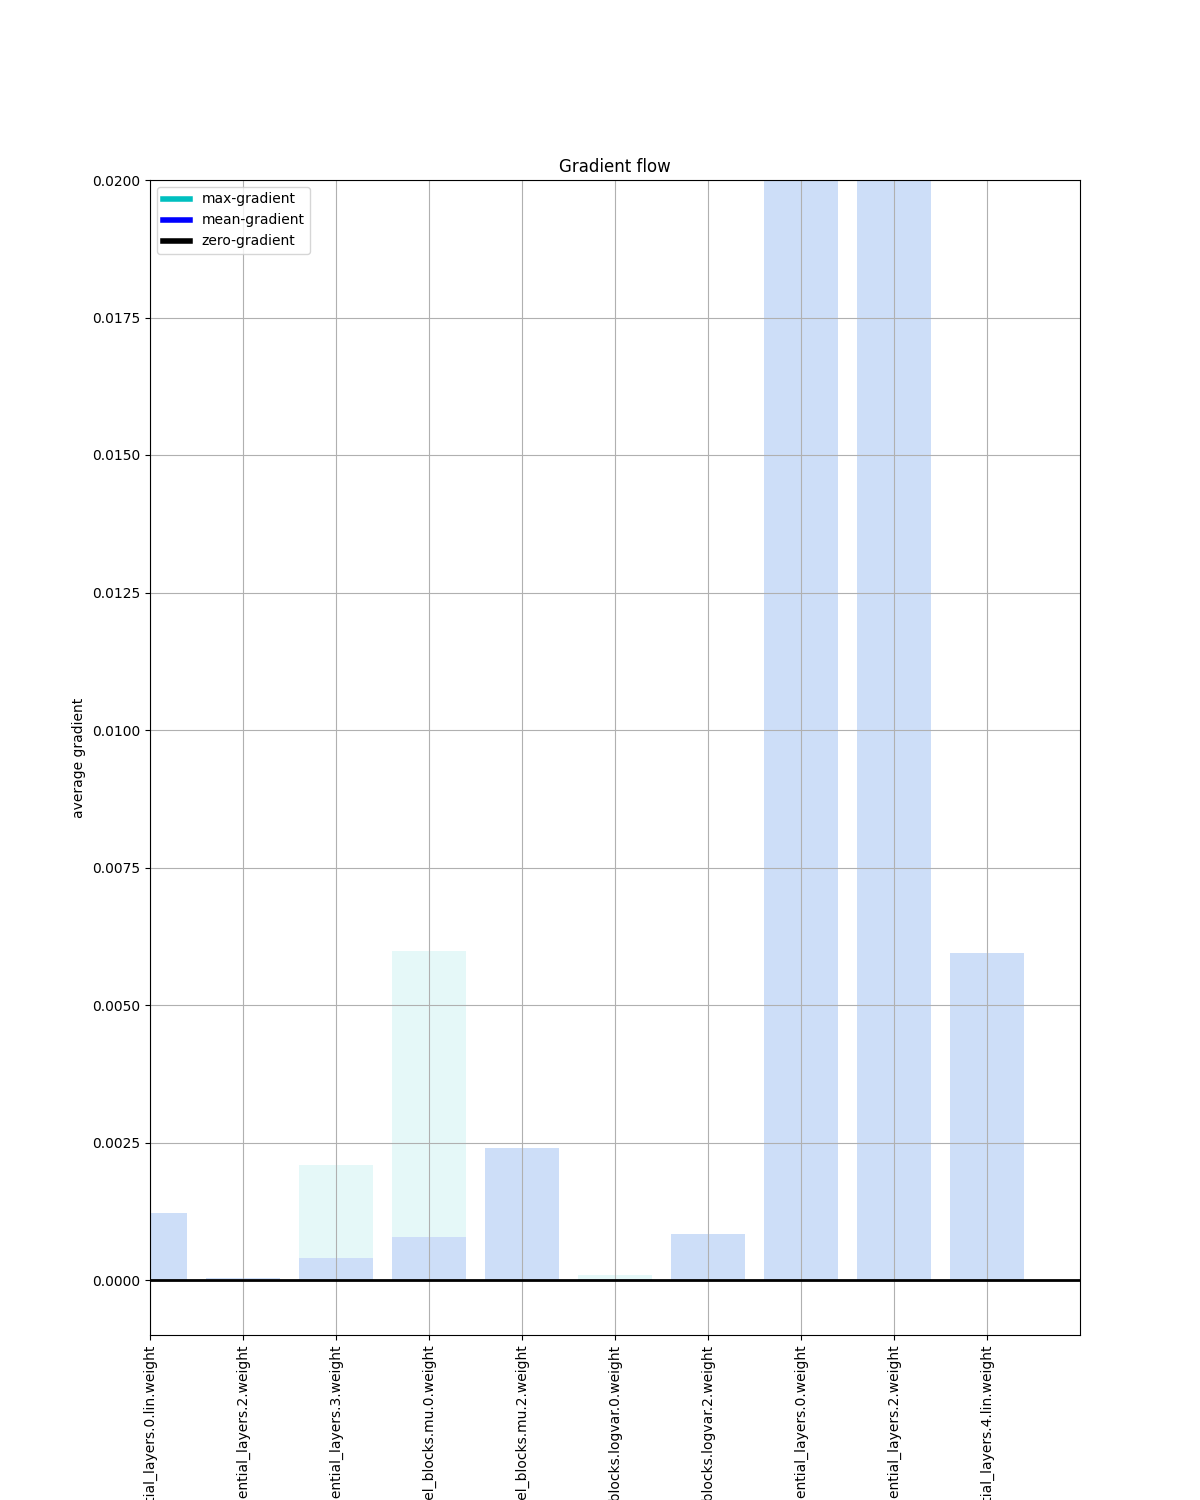 Gradient flow
max-gradient
mean-gradient
zero-gradient
0.0200
0.0175
0.0150
0.0125
0.0100
0.0075
0.0050
0.0025
0.0000
average gradient
tial_layers.0.lin.weight
ential_layers.2.weight
ential_layers.3.weight
el_blocks.mu.0.weight
el_blocks.mu.2.weight
blocks.logvar.0.weight
blocks.logvar.2.weight
ential_layers.0.weight
ential_layers.2.weight
tial_layers.4.lin.weight